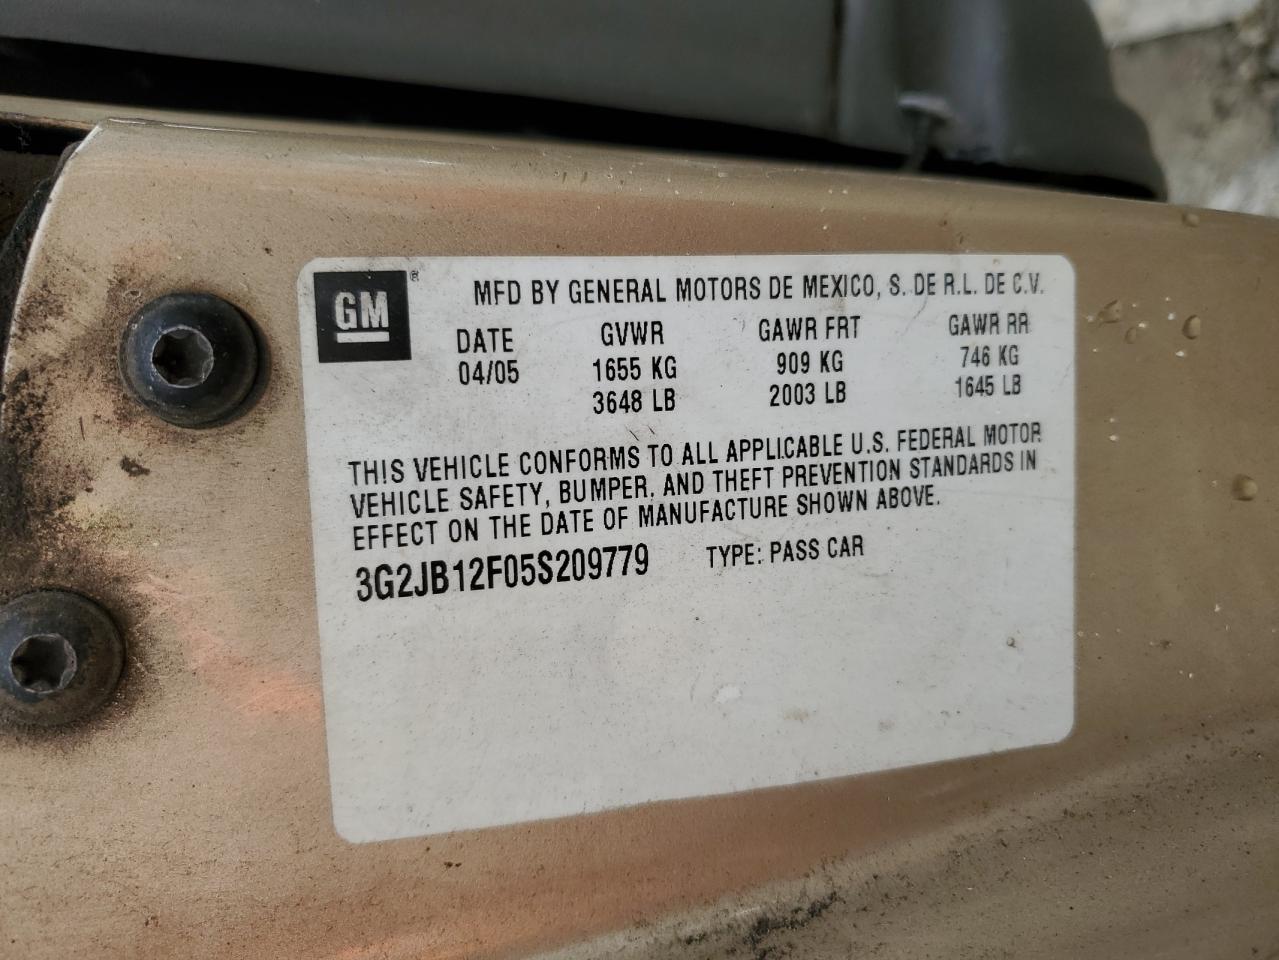 GM®
MFD BY GENERAL MOTORS DE MEXICO, S. DE R.L. DE C.V.
DATE GVWR GAWR FRT GAWR RR
04/05 1655 KG 909 KG 746 KG
3648 LB 2003 LB 1645 LB
THIS VEHICLE CONFORMS TO ALL APPLICABLE U.S. FEDERAL MOTOR
VEHICLE SAFETY, BUMPER, AND THEFT PREVENTION STANDARDS IN
EFFECT ON THE DATE OF MANUFACTURE SHOWN ABOVE.
3G2JB12F05S209779 TYPE: PASS CAR